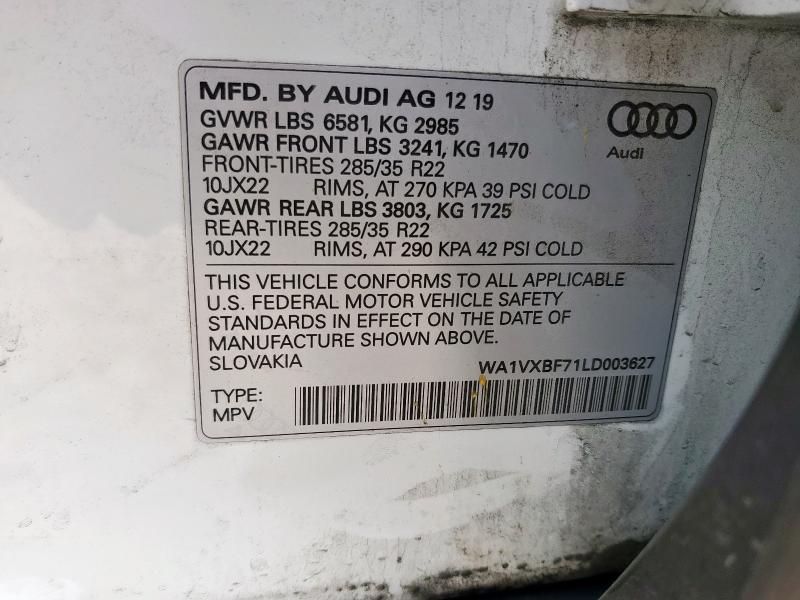 MFD. BY AUDI AG 12 19
GVWR LBS 6581, KG 2985
GAWR FRONT LBS 3241, KG 1470
FRONT-TIRES 285/35 R22
10JX22 RIMS, AT 270 KPA 39 PSI COLD
GAWR REAR LBS 3803, KG 1725
REAR-TIRES 285/35 R22
10JX22 RIMS, AT 290 KPA 42 PSI COLD
Audi
THIS VEHICLE CONFORMS TO ALL APPLICABLE
U.S. FEDERAL MOTOR VEHICLE SAFETY
STANDARDS IN EFFECT ON THE DATE OF
MANUFACTURE SHOWN ABOVE.
SLOVAKIA WA1VXBF71LD003627
TYPE:
MPV